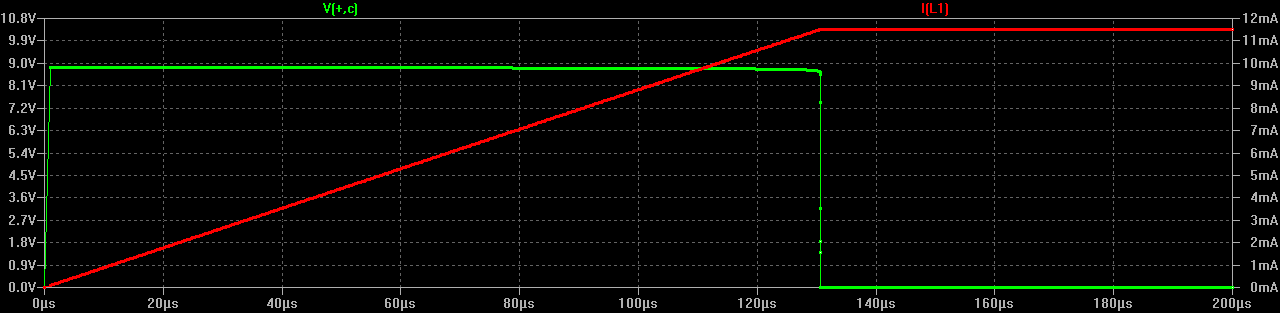 V(+,c) I(L1)
10.8V 12mA
9.9V 11mA
9.0V 10mA
8.1V 9mA
7.2V 8mA
6.3V 7mA
5.4V 6mA
4.5V 5mA
3.6V 4mA
2.7V 3mA
1.8V 2mA
0.9V 1mA
0.0V 0mA
0µs 20µs 40µs 60µs 80µs 100µs 120µs 140µs 160µs 180µs 200µs